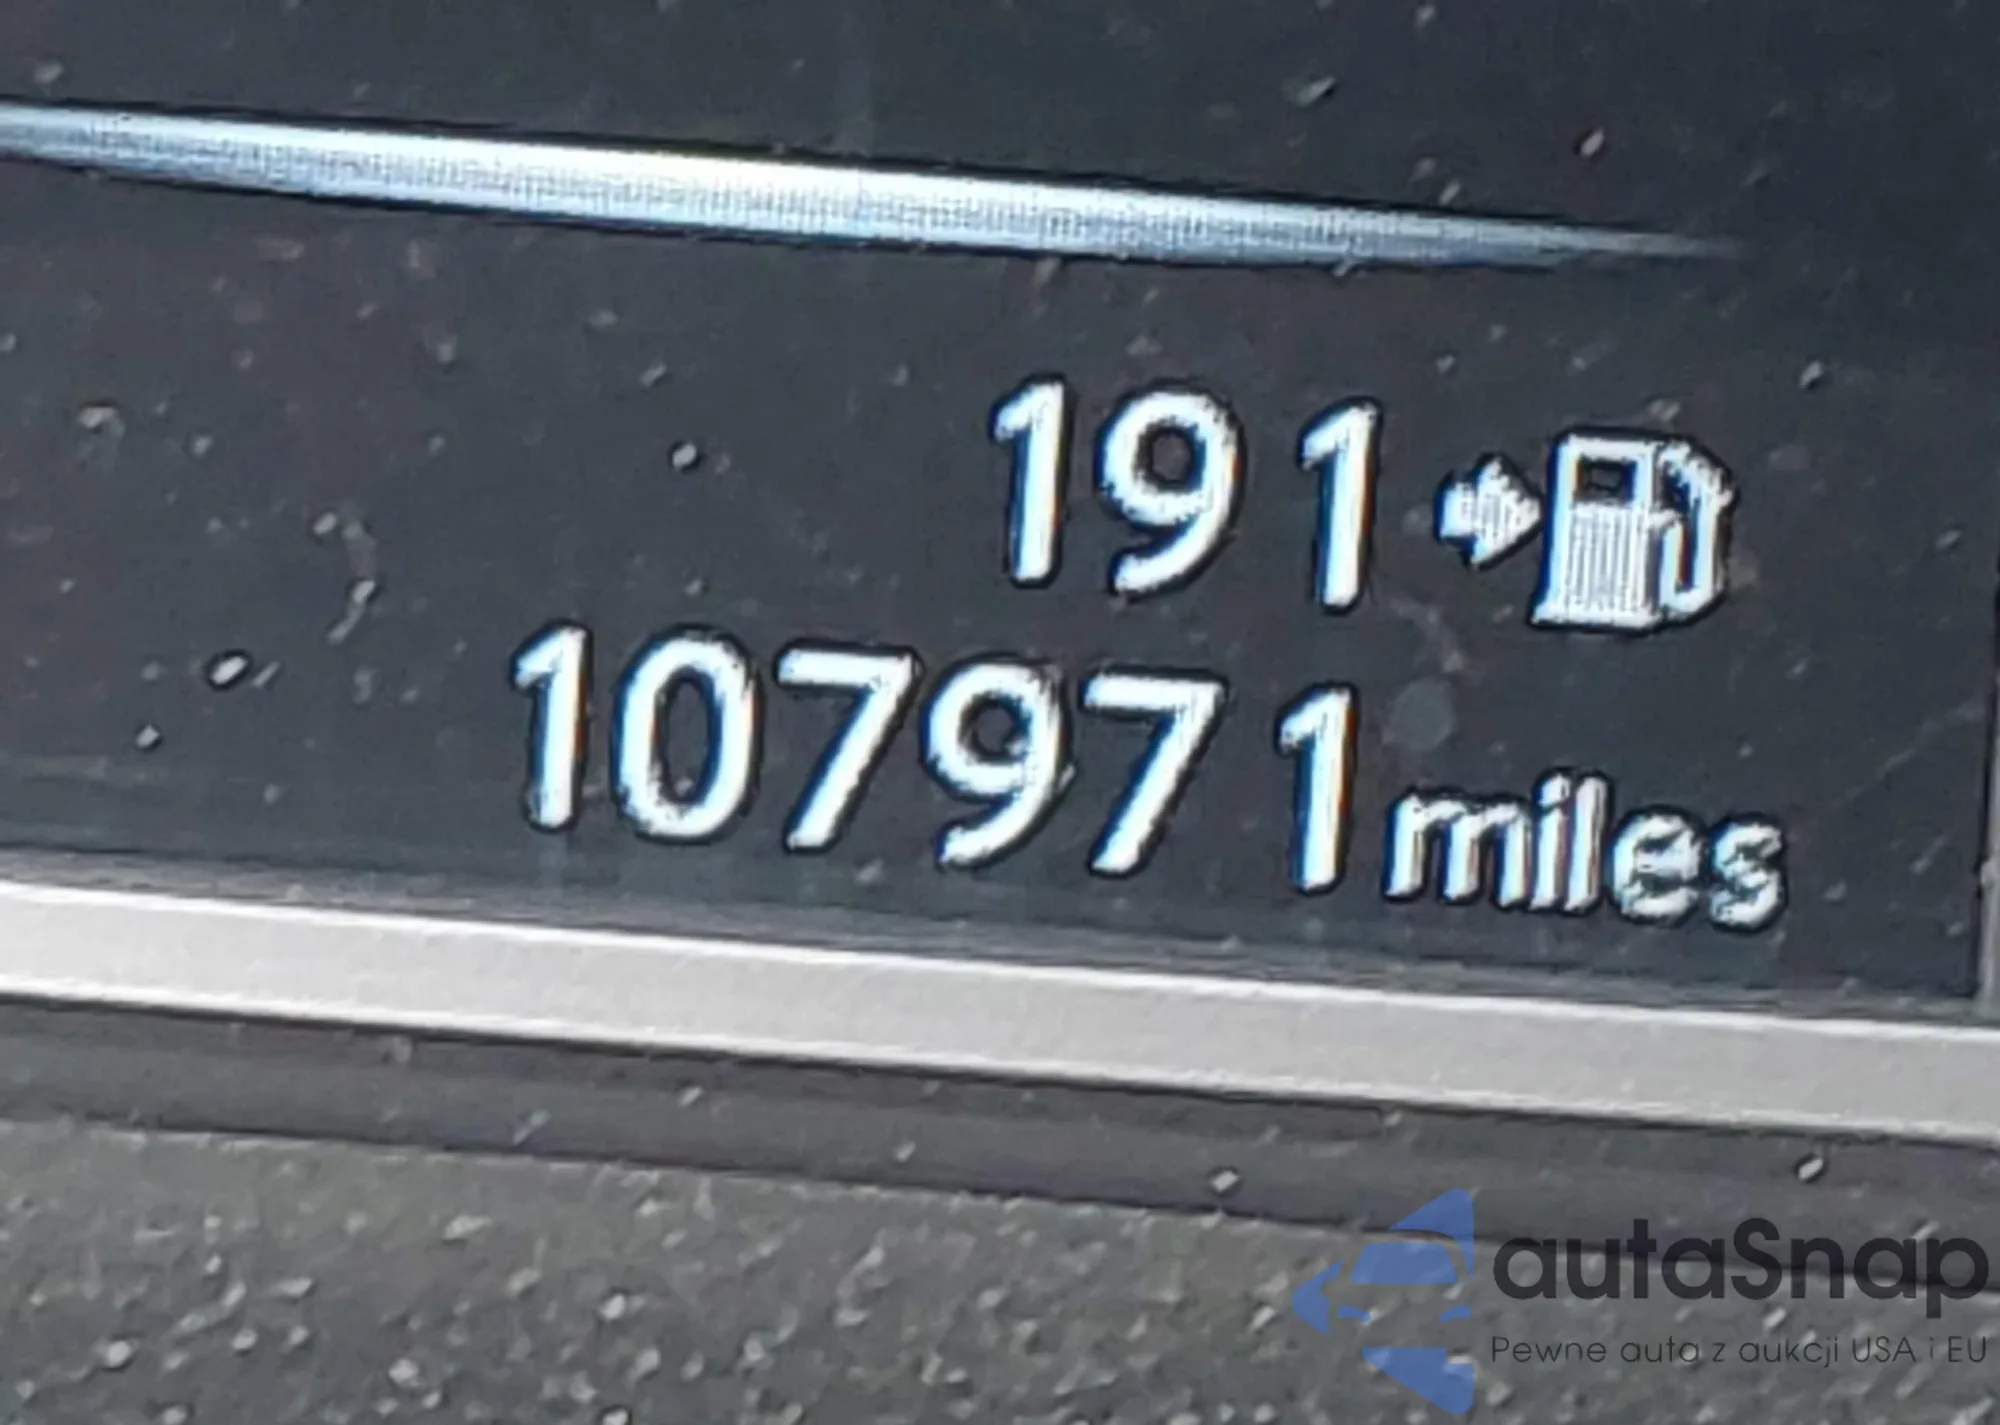 191
107971 miles
autaSnap
Pewne auta z aukcji USA i EU